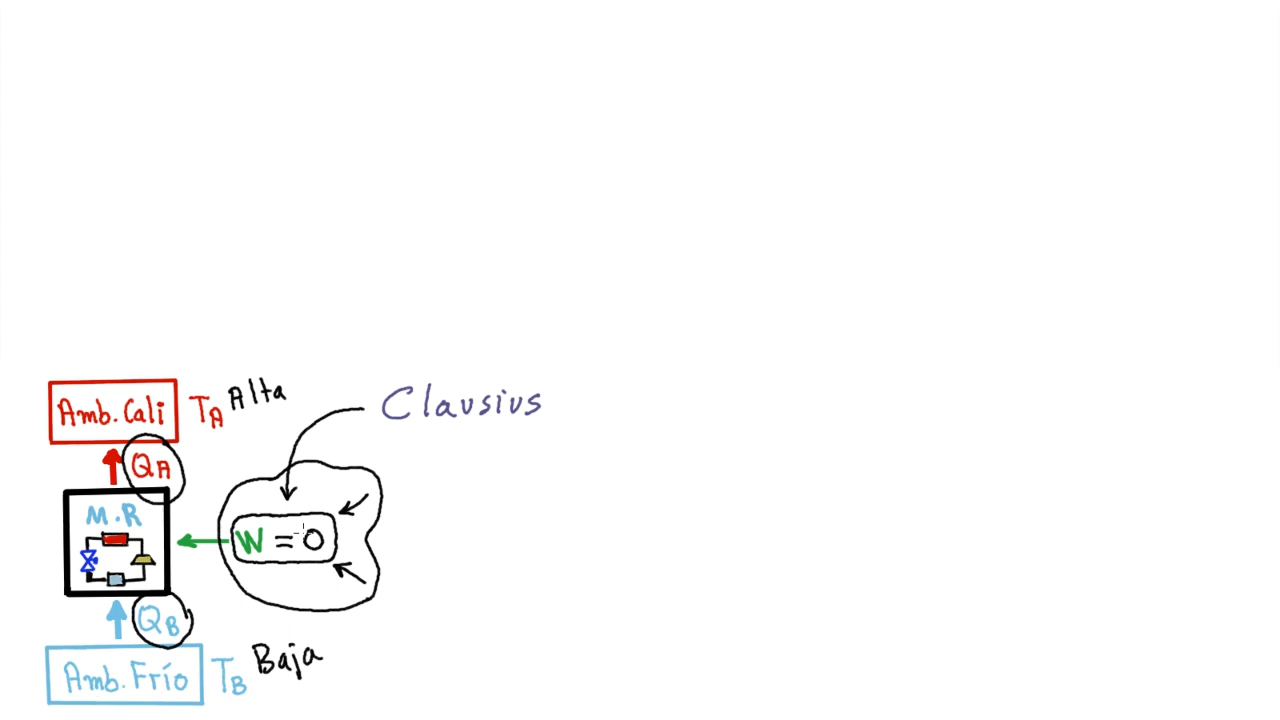 Amb. Cali TA Alta
Clausius
QA
M.R
W = 0
QB
Amb. Frío TB Baja